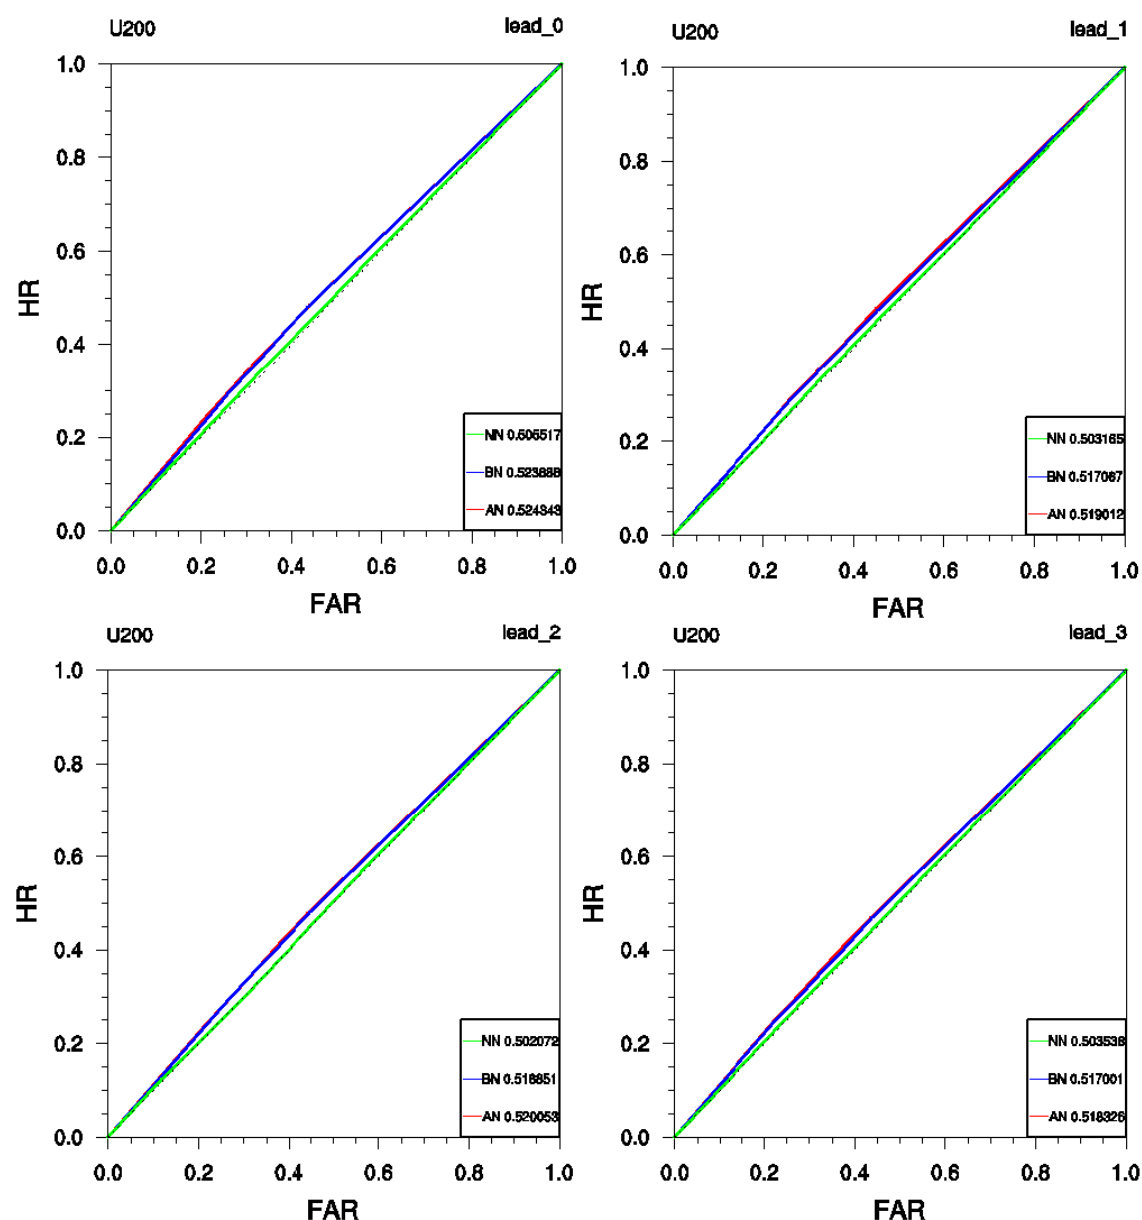 U200 lead_0
1.0
0.8
0.6
0.4
0.2
0.0
HR
NN 0.505517
BN 0.523688
AN 0.524343
0.0 0.2 0.4 0.6 0.8 1.0
FAR
U200 lead_1
1.0
0.8
0.6
0.4
0.2
0.0
HR
NN 0.503165
BN 0.517067
AN 0.519012
0.0 0.2 0.4 0.6 0.8 1.0
FAR
U200 lead_2
1.0
0.8
0.6
0.4
0.2
0.0
HR
NN 0.502072
BN 0.518851
AN 0.520053
0.0 0.2 0.4 0.6 0.8 1.0
FAR
U200 lead_3
1.0
0.8
0.6
0.4
0.2
0.0
HR
NN 0.503538
BN 0.517001
AN 0.518326
0.0 0.2 0.4 0.6 0.8 1.0
FAR